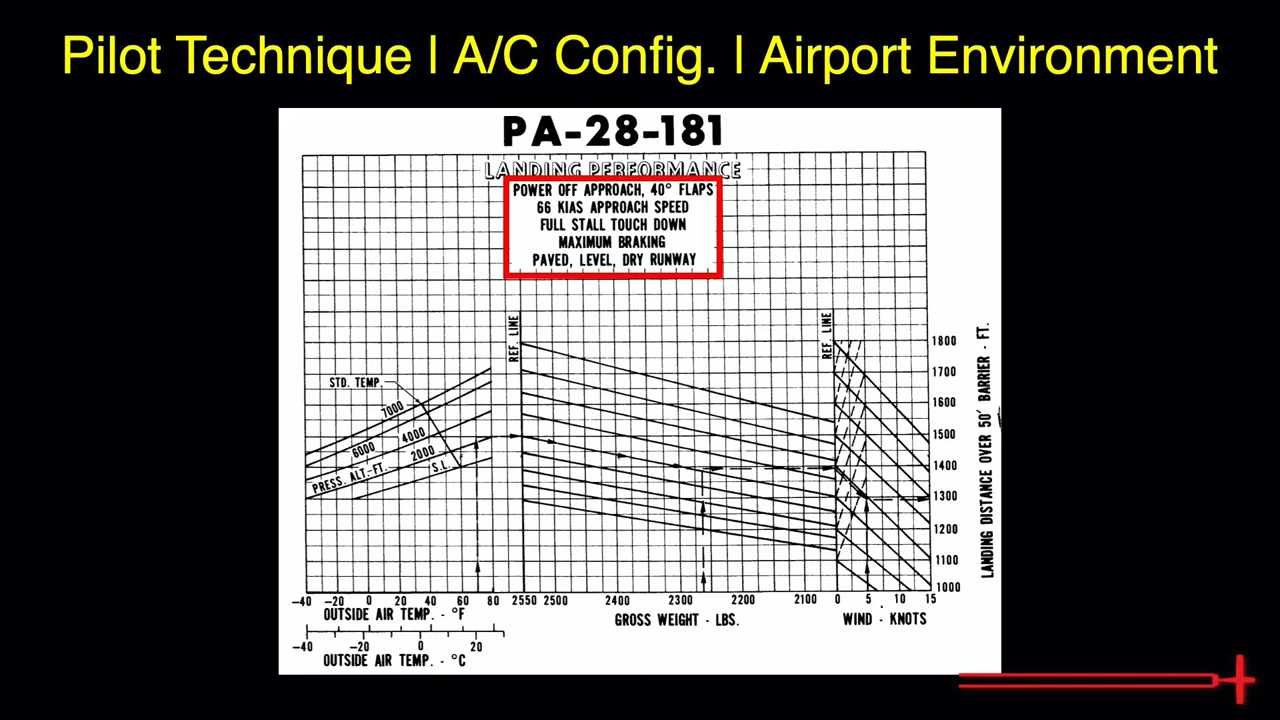 Pilot Technique | A/C Config. | Airport Environment
PA-28-181
LANDING PERFORMANCE
POWER OFF APPROACH, 40° FLAPS
66 KIAS APPROACH SPEED
FULL STALL TOUCH DOWN
MAXIMUM BRAKING
PAVED, LEVEL, DRY RUNWAY
REF. LINE
REF. LINE
STD. TEMP.
7000
6000
4000
2000
S.L.
PRESS. ALT.-FT.
1800
1700
1600
1500
1400
1300
1200
1100
1000
LANDING DISTANCE OVER 50' BARRIER - FT.
-40 -20 0 20 40 60 80 2550 2500 2400 2300 2200 2100 0 5 10 15
OUTSIDE AIR TEMP. - °F GROSS WEIGHT - LBS. WIND - KNOTS
-40 -20 0 20
OUTSIDE AIR TEMP. - °C